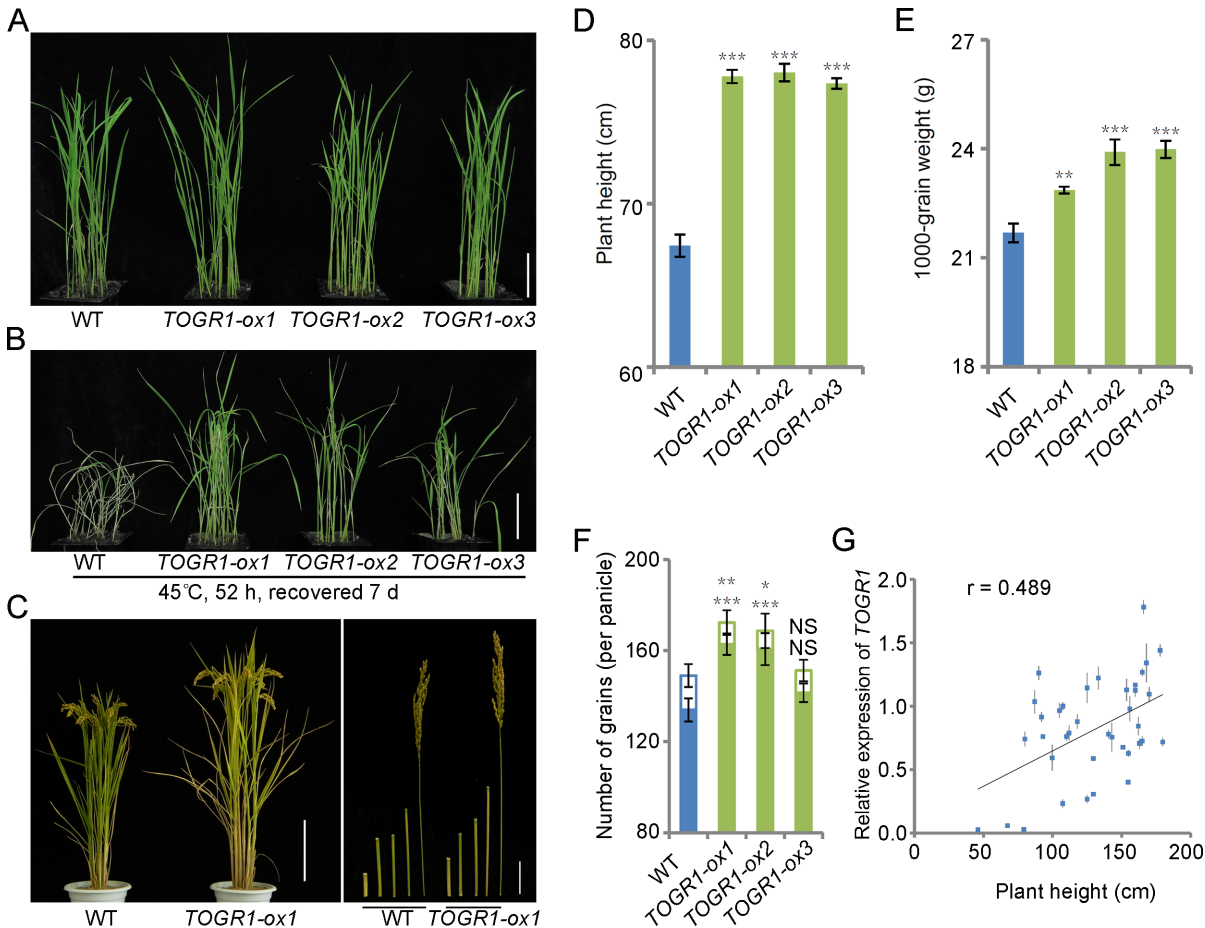 A
WT
TOGR1-ox1
TOGR1-ox2
TOGR1-ox3
B
WT
TOGR1-ox1
TOGR1-ox2
TOGR1-ox3
45℃, 52 h, recovered 7 d
C
WT
TOGR1-ox1
WT
TOGR1-ox1
D
Plant height (cm)
80
70
60
***
***
***
WT
TOGR1-ox1
TOGR1-ox2
TOGR1-ox3
E
1000-grain weight (g)
27
24
21
18
**
***
***
WT
TOGR1-ox1
TOGR1-ox2
TOGR1-ox3
F
Number of grains (per panicle)
200
160
120
80
**
***
*
***
NS
NS
WT
TOGR1-ox1
TOGR1-ox2
TOGR1-ox3
G
Relative expression of TOGR1
2.0
1.5
1.0
0.5
0.0
r = 0.489
0
50
100
150
200
Plant height (cm)